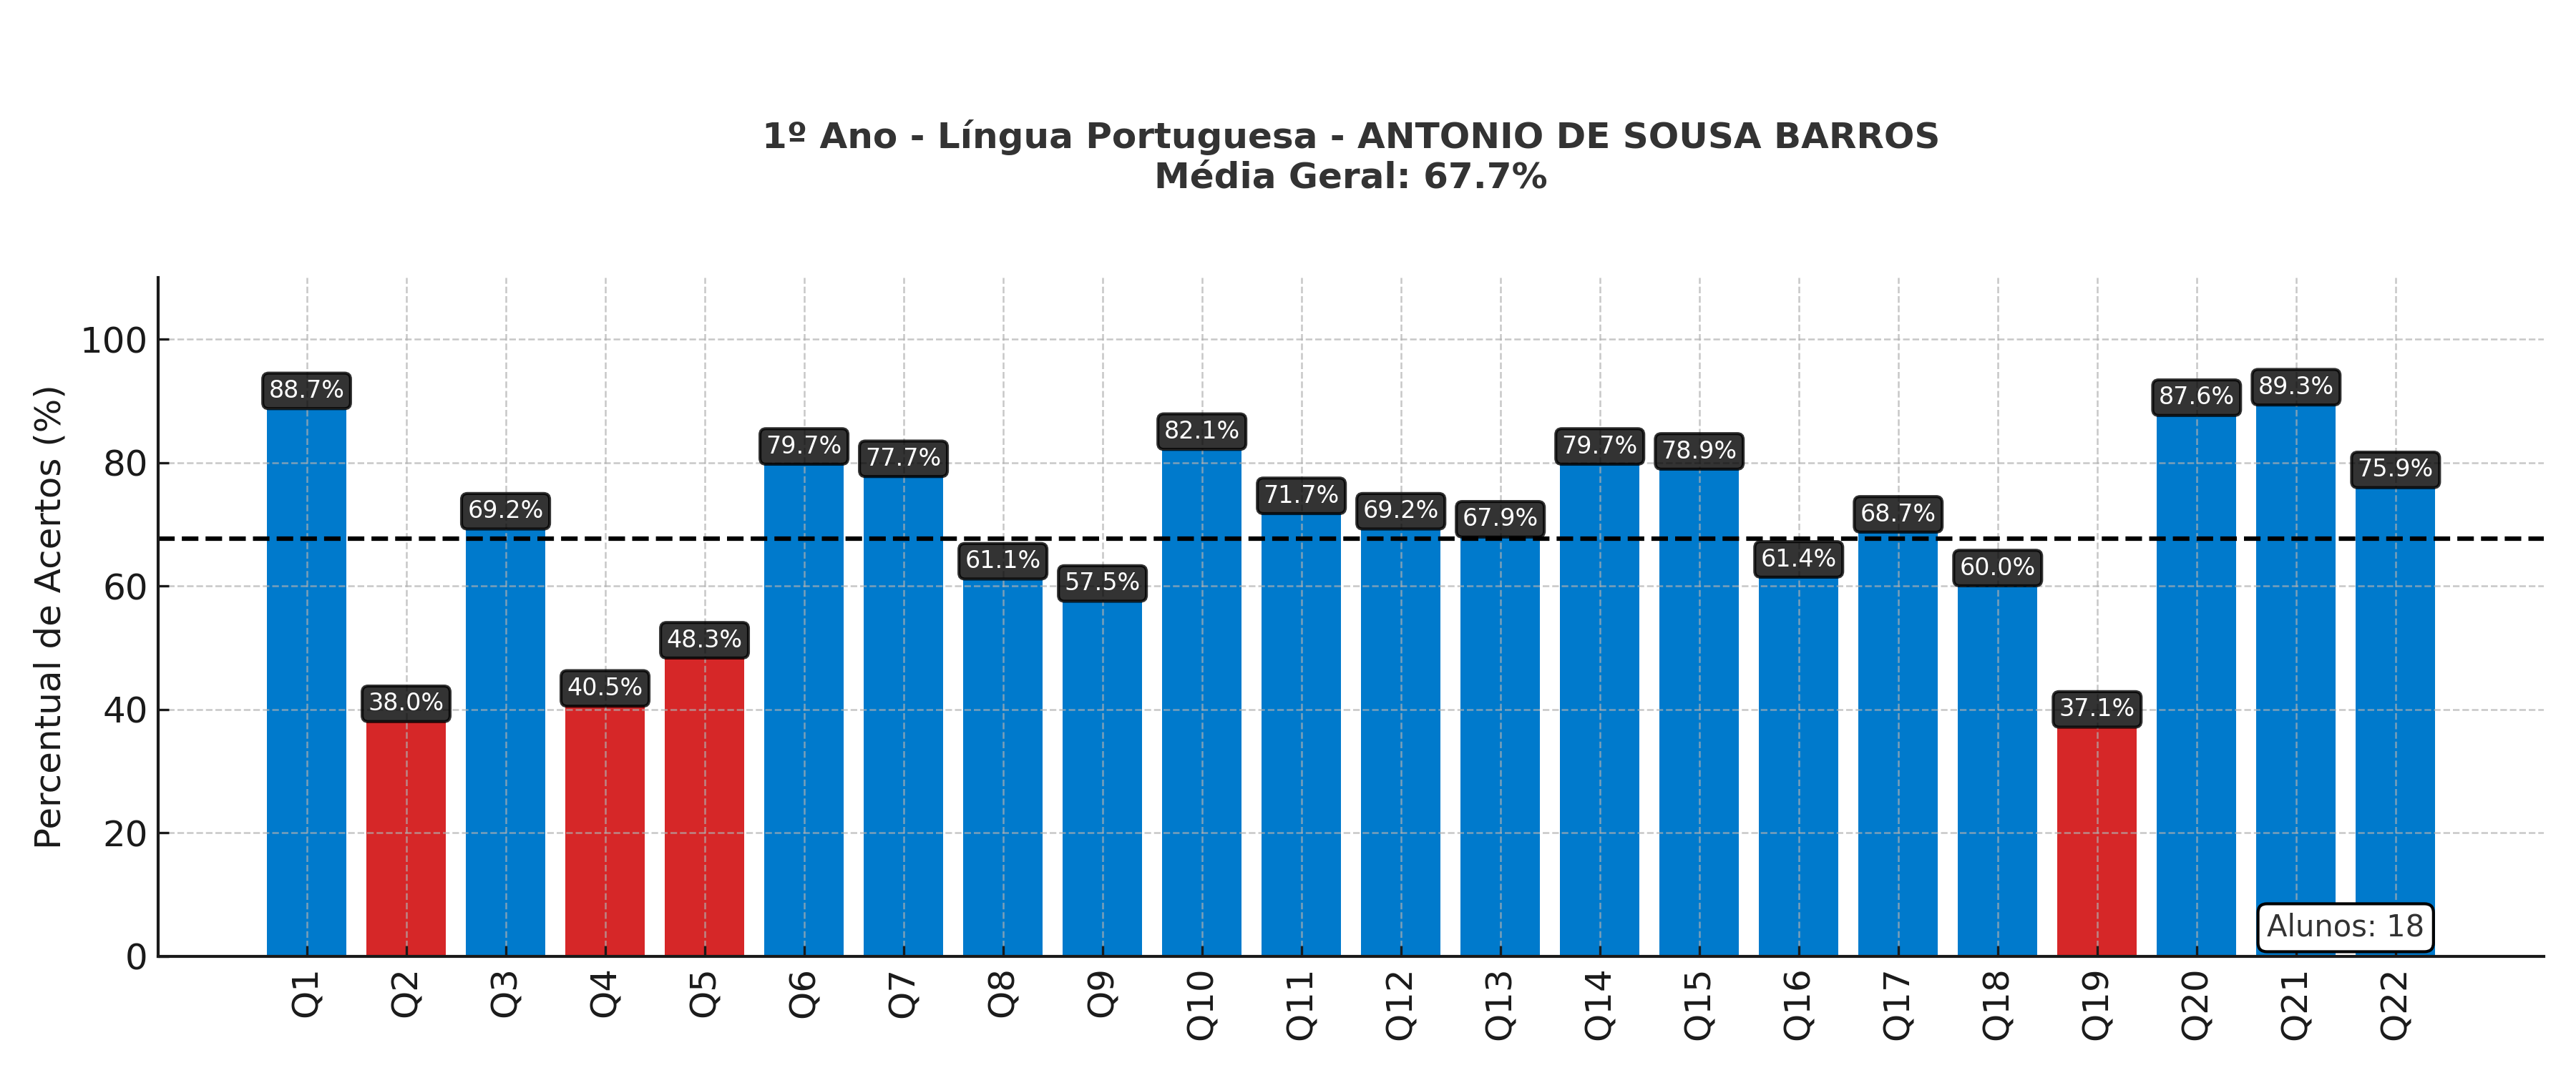 1º Ano - Língua Portuguesa - ANTONIO DE SOUSA BARROS
Média Geral: 67.7%
Percentual de Acertos (%)
100
80
60
40
20
0
88.7%
38.0%
69.2%
40.5%
48.3%
79.7%
77.7%
61.1%
57.5%
82.1%
71.7%
69.2%
67.9%
79.7%
78.9%
61.4%
68.7%
60.0%
37.1%
87.6%
89.3%
75.9%
Alunos: 18
Q1
Q2
Q3
Q4
Q5
Q6
Q7
Q8
Q9
Q10
Q11
Q12
Q13
Q14
Q15
Q16
Q17
Q18
Q19
Q20
Q21
Q22